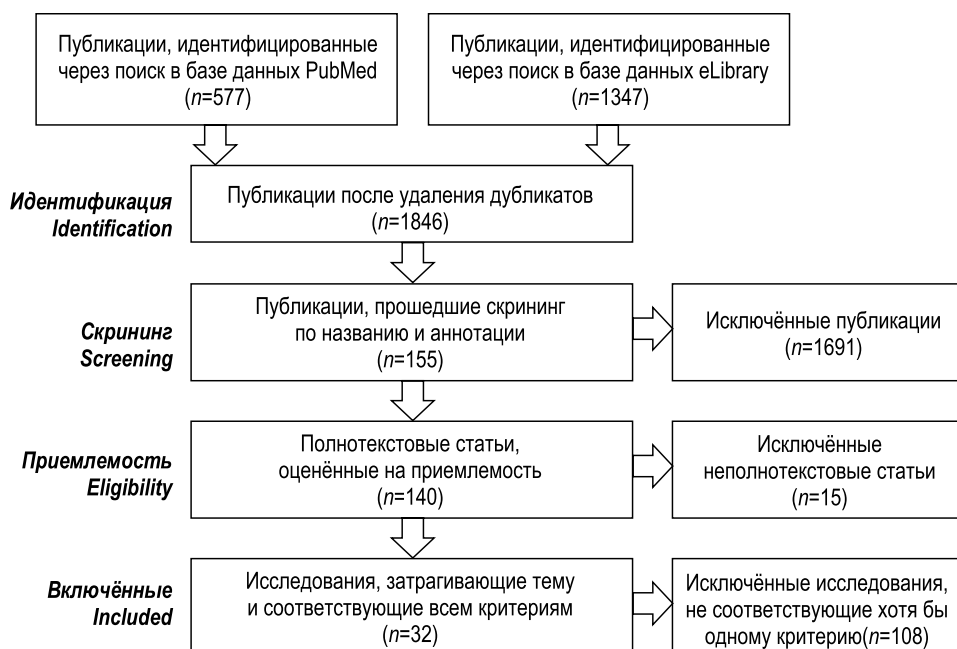 Публикации, идентифицированные
через поиск в базе данных PubMed
(n=577)
Публикации, идентифицированные
через поиск в базе данных eLibrary
(n=1347)
Идентификация
Identification
Публикации после удаления дубликатов
(n=1846)
Скрининг
Screening
Публикации, прошедшие скрининг
по названию и аннотации
(n=155)
Исключённые публикации
(n=1691)
Приемлемость
Eligibility
Полнотекстовые статьи,
оценённые на приемлемость
(n=140)
Исключённые
неполнотекстовые статьи
(n=15)
Включённые
Included
Исследования, затрагивающие тему
и соответствующие всем критериям
(n=32)
Исключённые исследования,
не соответствующие хотя бы
одному критерию(n=108)